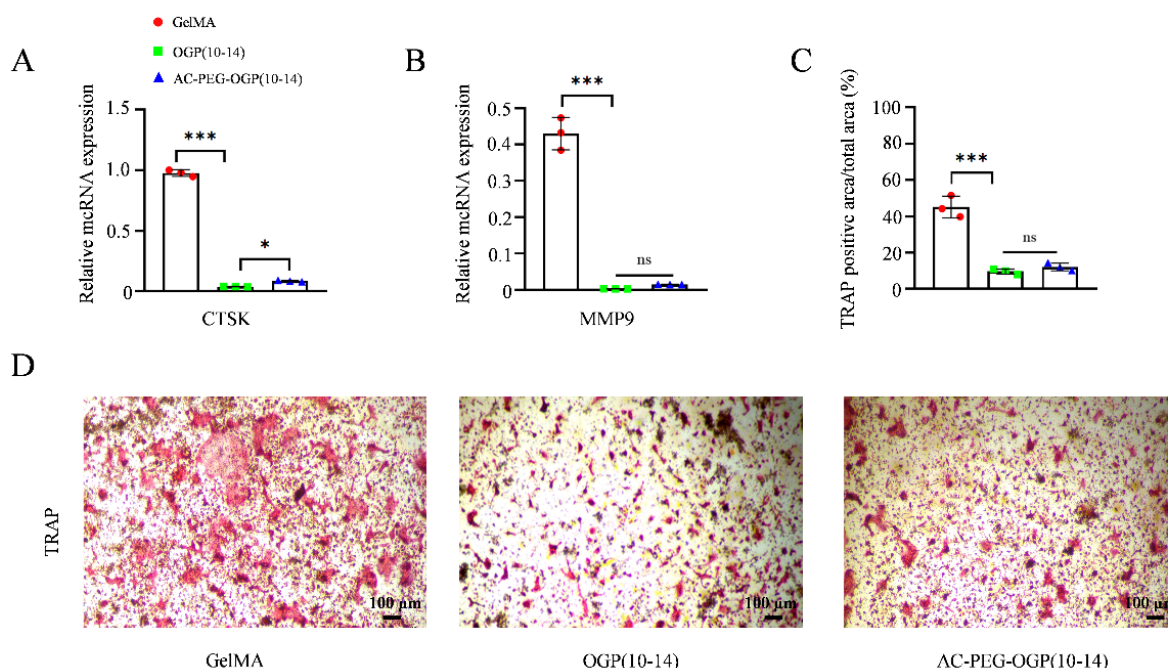 GelMA
OGP(10-14)
AC-PEG-OGP(10-14)
A
Relative mcRNA expression
1.5
1.0
0.5
0
***
*
CTSK
B
Relative mcRNA expression
0.5
0.4
0.3
0.2
0.1
0
***
ns
MMP9
C
TRAP positive area/total area (%)
100
80
60
40
20
0
***
ns
D
TRAP
100 μm
100 μm
100 μm
GelMA
OGP(10-14)
AC-PEG-OGP(10-14)